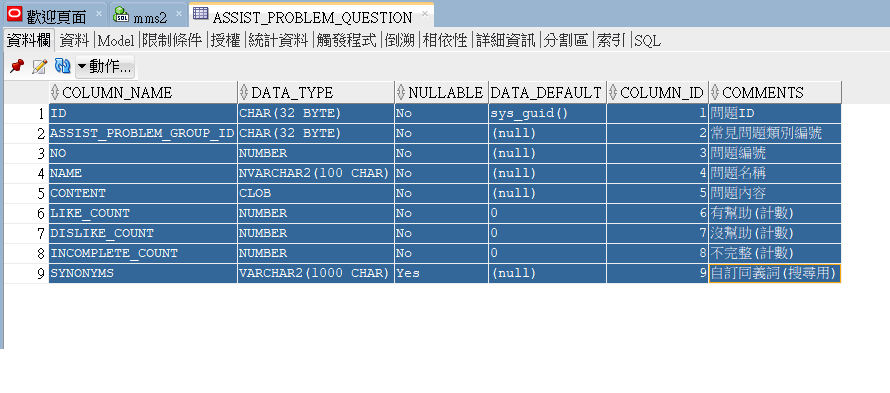 歡迎頁面 mms2 ASSIST_PROBLEM_QUESTION
資料欄 資料 Model 限制條件 授權 統計資料 觸發程式 倒溯 相依性 詳細資訊 分割區 索引 SQL
動作...
COLUMN_NAME DATA_TYPE NULLABLE DATA_DEFAULT COLUMN_ID COMMENTS
1 ID CHAR(32 BYTE) No sys_guid() 1 問題ID
2 ASSIST_PROBLEM_GROUP_ID CHAR(32 BYTE) No (null) 2 常見問題類別編號
3 NO NUMBER No (null) 3 問題編號
4 NAME NVARCHAR2(100 CHAR) No (null) 4 問題名稱
5 CONTENT CLOB No (null) 5 問題內容
6 LIKE_COUNT NUMBER No 0 6 有幫助(計數)
7 DISLIKE_COUNT NUMBER No 0 7 沒幫助(計數)
8 INCOMPLETE_COUNT NUMBER No 0 8 不完整(計數)
9 SYNONYMS VARCHAR2(1000 CHAR) Yes (null) 9 自訂同義詞(搜尋用)